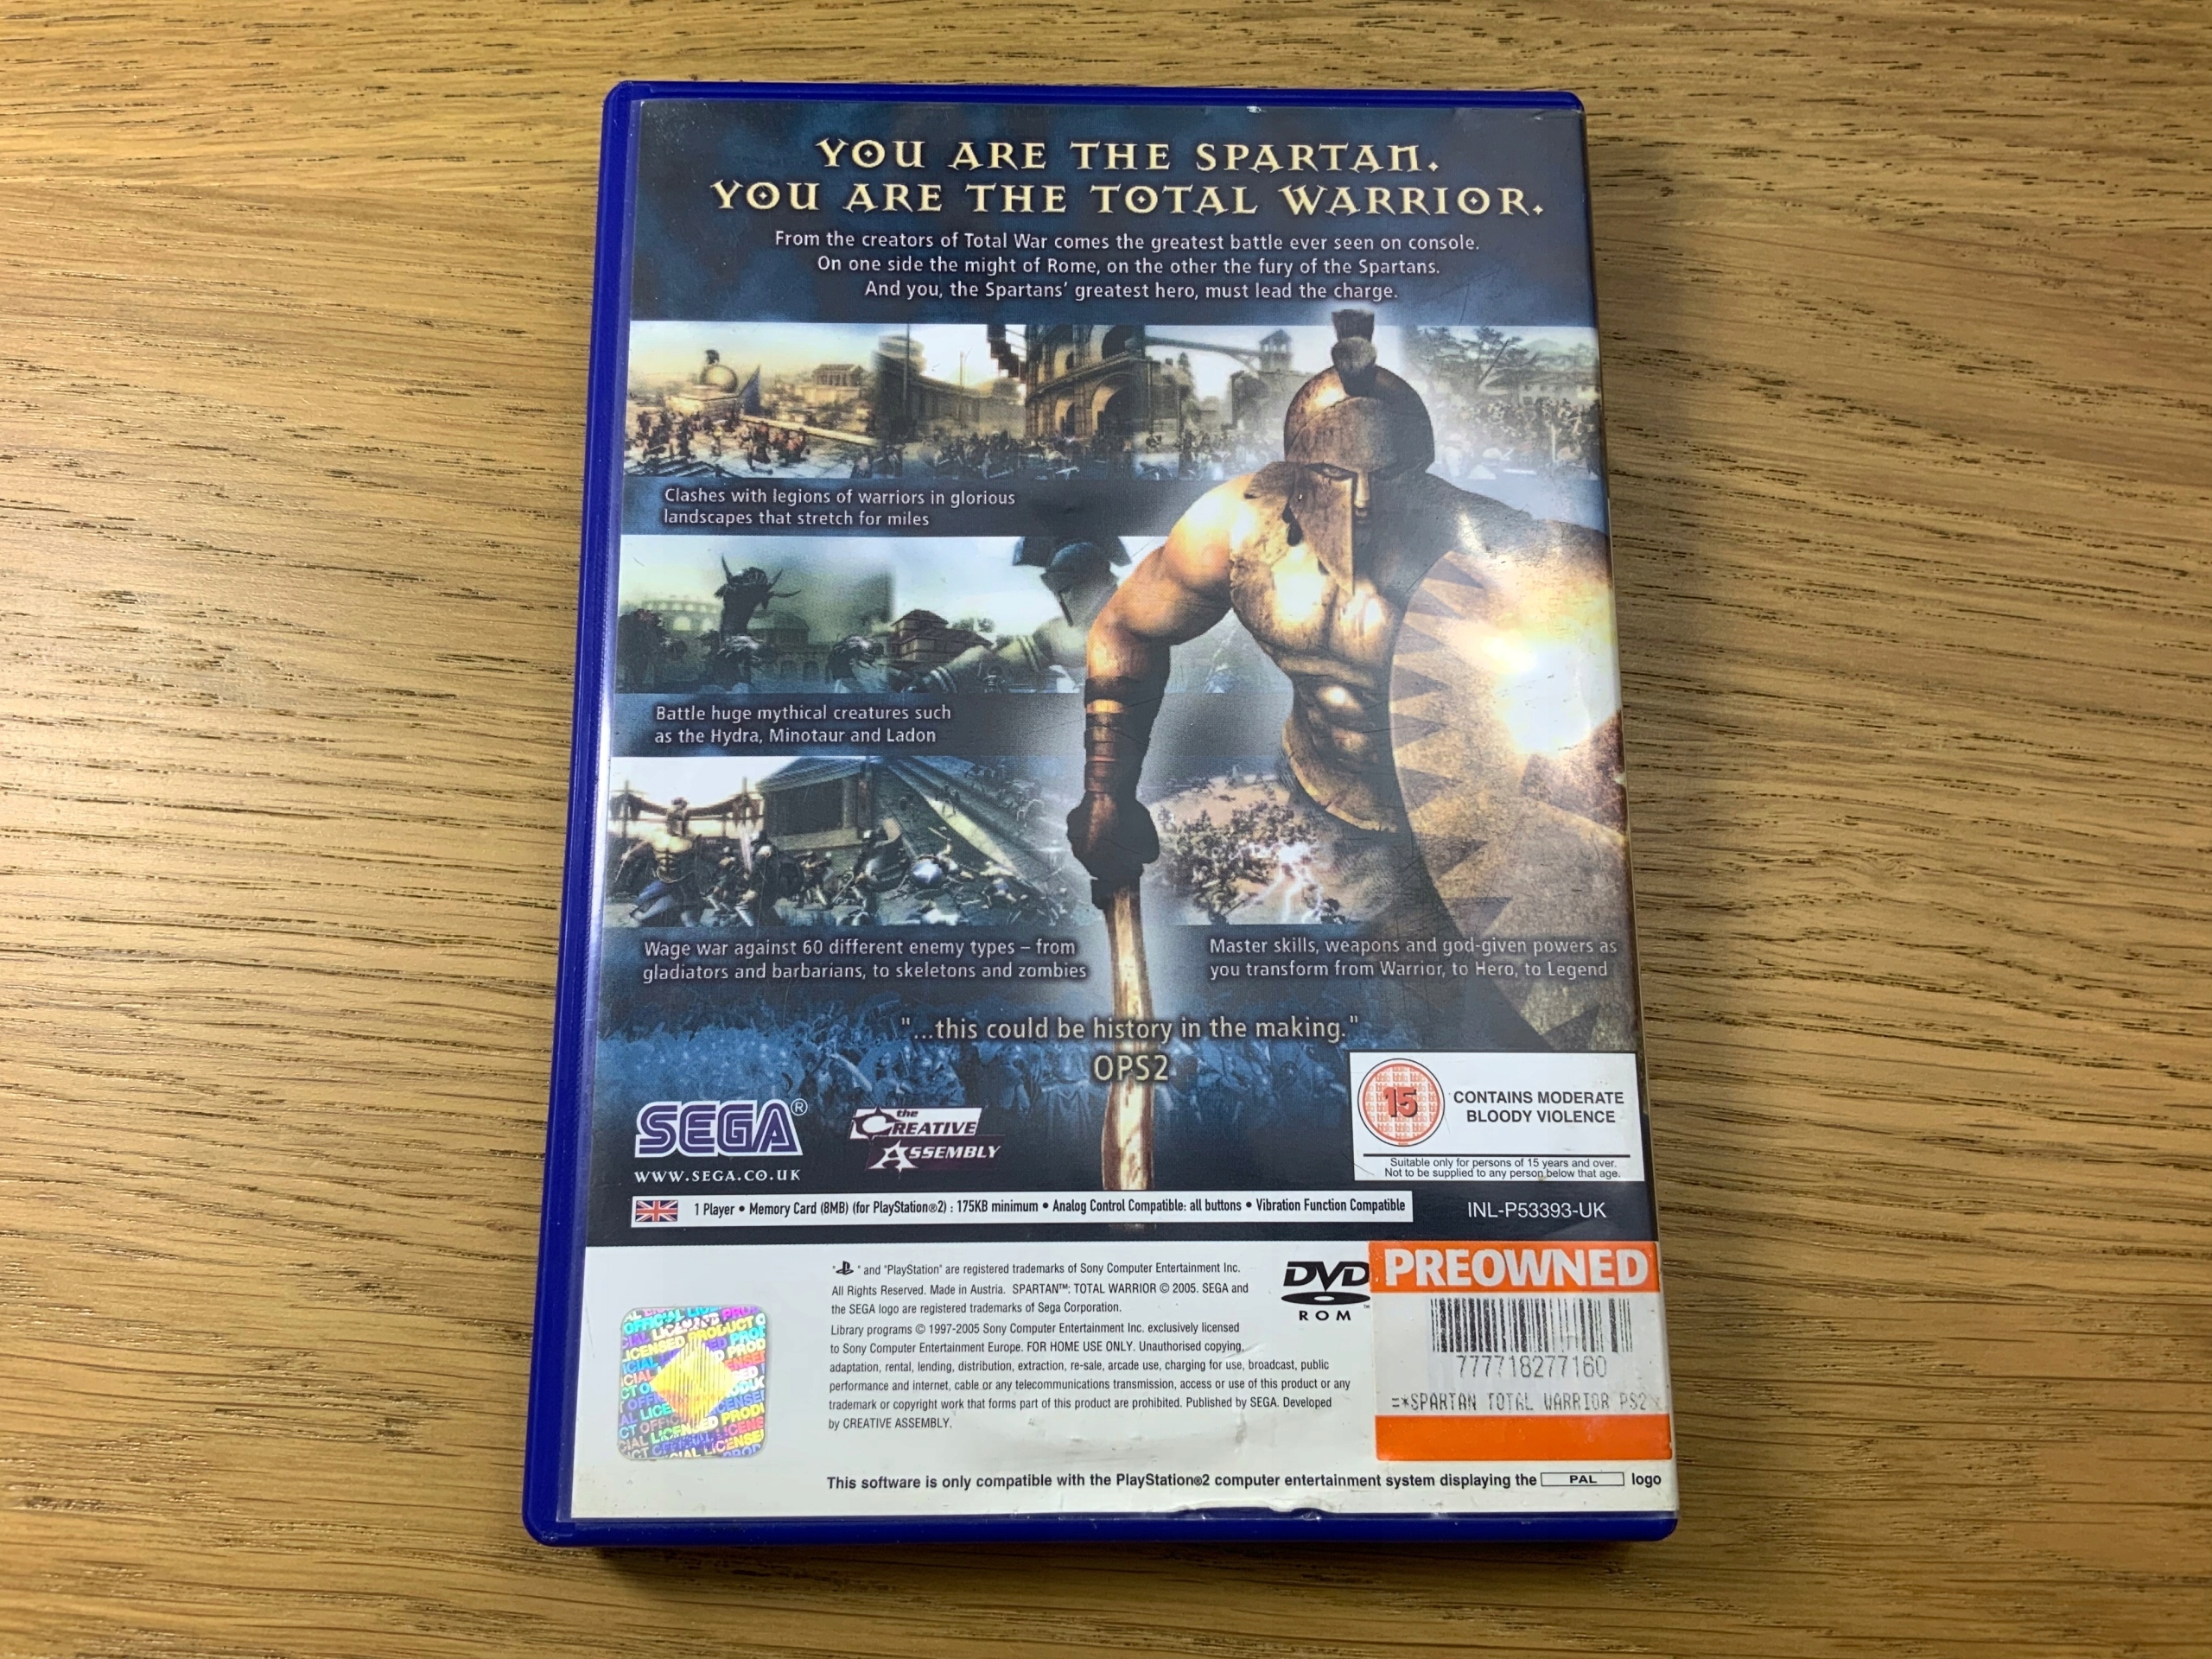 YOU ARE THE SPARTAN.
YOU ARE THE TOTAL WARRIOR.
From the creators of Total War comes the greatest battle ever seen on console.
On one side the might of Rome, on the other the fury of the Spartans.
And you, the Spartans' greatest hero, must lead the charge.
Clashes with legions of warriors in glorious
landscapes that stretch for miles
Battle huge mythical creatures such
as the Hydra, Minotaur and Ladon
Wage war against 60 different enemy types – from
gladiators and barbarians, to skeletons and zombies
Master skills, weapons and god-given powers as
you transform from Warrior, to Hero, to Legend
"...this could be history in the making."
OPS2
SEGA®
WWW.SEGA.CO.UK
the
CREATIVE
ASSEMBLY
15
CONTAINS MODERATE
BLOODY VIOLENCE
Suitable only for persons of 15 years and over.
Not to be supplied to any person below that age.
1 Player • Memory Card (8MB) (for PlayStation®2) : 175KB minimum • Analog Control Compatible: all buttons • Vibration Function Compatible
INL-P53393-UK
" " and "PlayStation" are registered trademarks of Sony Computer Entertainment Inc.
All Rights Reserved. Made in Austria. SPARTAN™: TOTAL WARRIOR © 2005. SEGA and
the SEGA logo are registered trademarks of Sega Corporation.
Library programs © 1997-2005 Sony Computer Entertainment Inc. exclusively licensed
to Sony Computer Entertainment Europe. FOR HOME USE ONLY. Unauthorised copying,
adaptation, rental, lending, distribution, extraction, re-sale, arcade use, charging for use, broadcast, public
performance and internet, cable or any telecommunications transmission, access or use of this product or any
trademark or copyright work that forms part of this product are prohibited. Published by SEGA. Developed
by CREATIVE ASSEMBLY.
DVD
ROM
PREOWNED
777718277160
=*SPARTAN TOTAL WARRIOR PS2
This software is only compatible with the PlayStation®2 computer entertainment system displaying the PAL logo